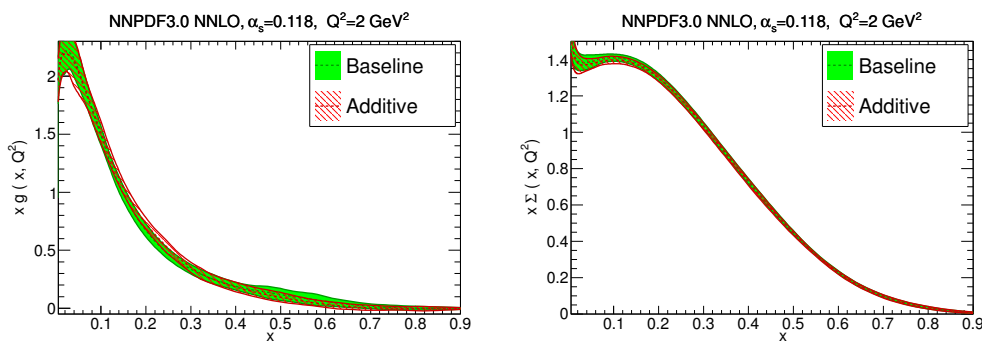 NNPDF3.0 NNLO, αs=0.118, Q²=2 GeV²
x g ( x, Q²)
2
1.5
1
0.5
0
Baseline
Additive
0.1 0.2 0.3 0.4 0.5 0.6 0.7 0.8 0.9
x
NNPDF3.0 NNLO, αs=0.118, Q²=2 GeV²
x Σ ( x, Q²)
1.4
1.2
1
0.8
0.6
0.4
0.2
0
Baseline
Additive
0.1 0.2 0.3 0.4 0.5 0.6 0.7 0.8 0.9
x